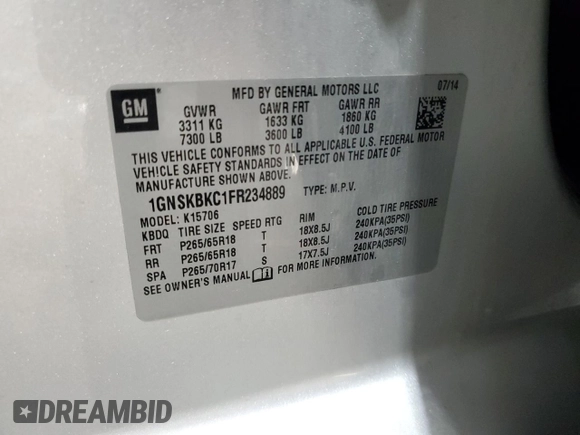 GM
MFD BY GENERAL MOTORS LLC 07/14
GVWR GAWR FRT GAWR RR
3311 KG 1633 KG 1860 KG
7300 LB 3600 LB 4100 LB
THIS VEHICLE CONFORMS TO ALL APPLICABLE U.S. FEDERAL MOTOR
VEHICLE SAFETY STANDARDS IN EFFECT ON THE DATE OF
MANUFACTURE SHOWN ABOVE.
1GNSKBKC1FR234889 TYPE: M.P.V.
MODEL: K15706
KBDQ TIRE SIZE SPEED RTG RIM COLD TIRE PRESSURE
FRT P265/65R18 T 18X8.5J 240KPA(35PSI)
RR P265/65R18 T 18X8.5J 240KPA(35PSI)
SPA P265/70R17 S 17X7.5J 240KPA(35PSI)
SEE OWNER'S MANUAL FOR MORE INFORMATION.
DREAMBID